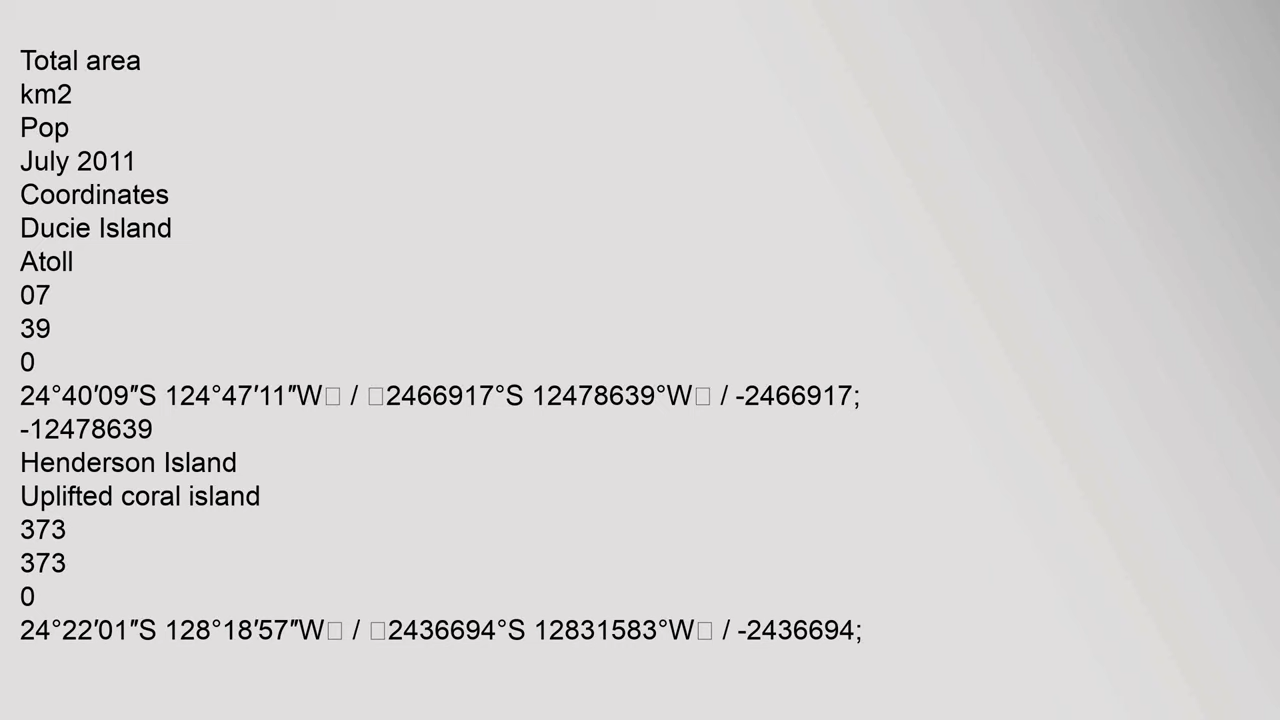 Total area
km2
Pop
July 2011
Coordinates
Ducie Island
Atoll
07
39
0
24°40′09″S 124°47′11″W□ / □2466917°S 12478639°W□ / -2466917;
-12478639
Henderson Island
Uplifted coral island
373
373
0
24°22′01″S 128°18′57″W□ / □2436694°S 12831583°W□ / -2436694;